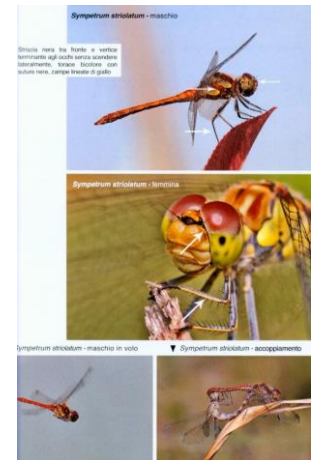 Sympetrum striolatum - maschio
Striscia nera tra fronte e vertice
terminante agli occhi senza scendere
lateralmente, torace bicolore con
suture nere, zampe lineate di giallo
Sympetrum striolatum - femmina
Sympetrum striolatum - maschio in volo
▼ Sympetrum striolatum - accoppiamento